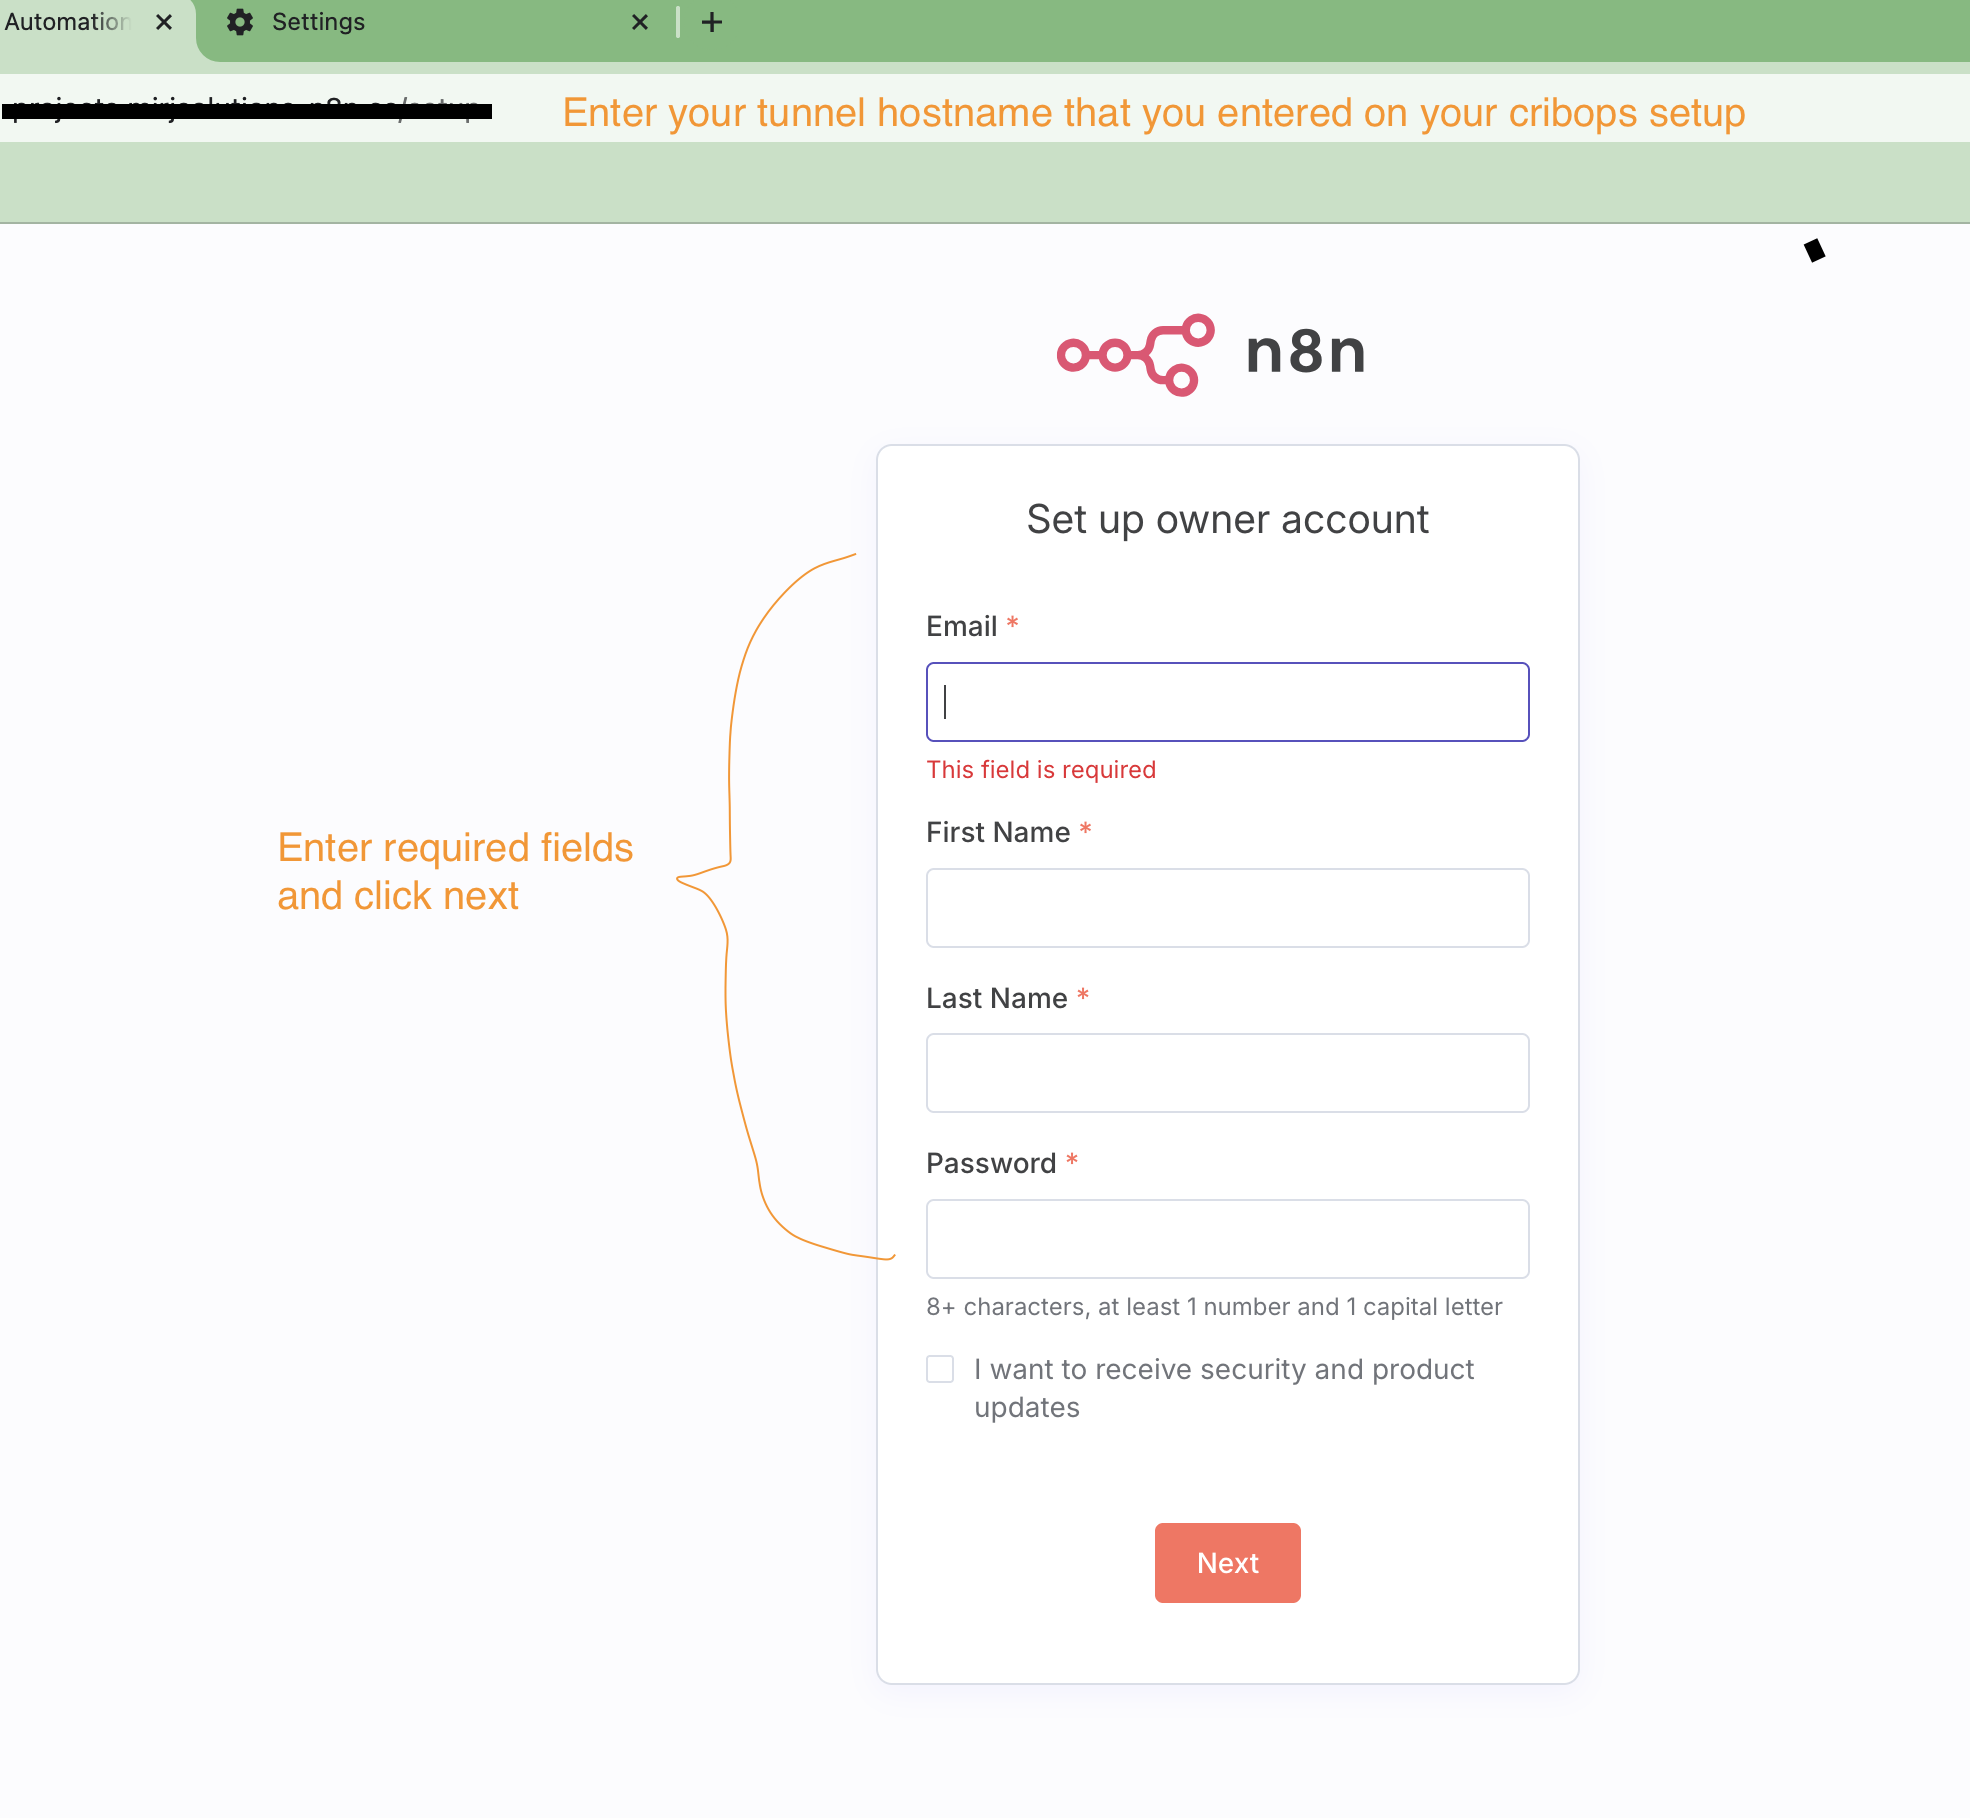 Automation
Settings
Enter your tunnel hostname that you entered on your cribops setup
n8n
Set up owner account
Email *
This field is required
First Name *
Enter required fields
and click next
Last Name *
Password *
8+ characters, at least 1 number and 1 capital letter
I want to receive security and product
updates
Next